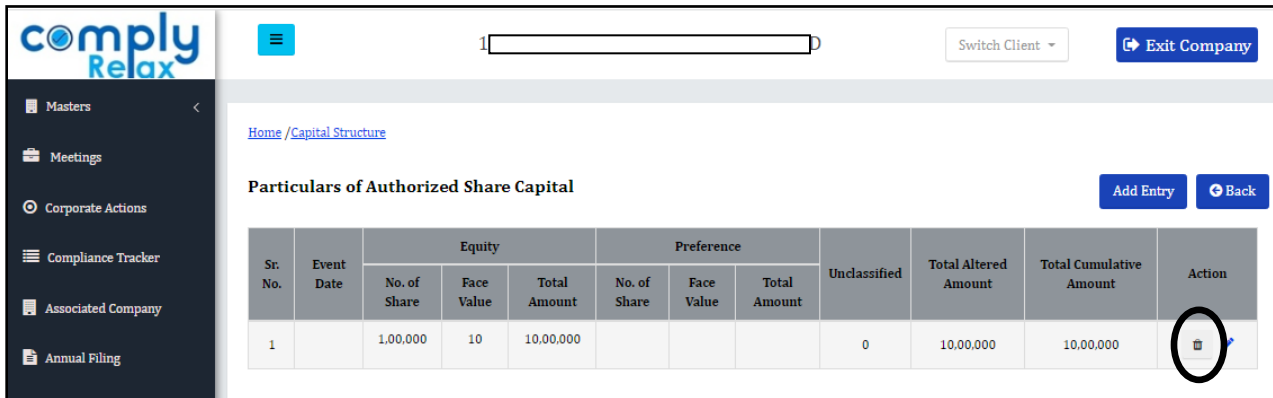 comply
Relax
1 D
Switch Client
Exit Company
Masters
Meetings
Corporate Actions
Compliance Tracker
Associated Company
Annual Filing
Home /Capital Structure
Particulars of Authorized Share Capital
Add Entry
Back
Sr. No.
Event Date
Equity
Preference
Unclassified
Total Altered Amount
Total Cumulative Amount
Action
No. of Share
Face Value
Total Amount
No. of Share
Face Value
Total Amount
1 1,00,000 10 10,00,000 0 10,00,000 10,00,000